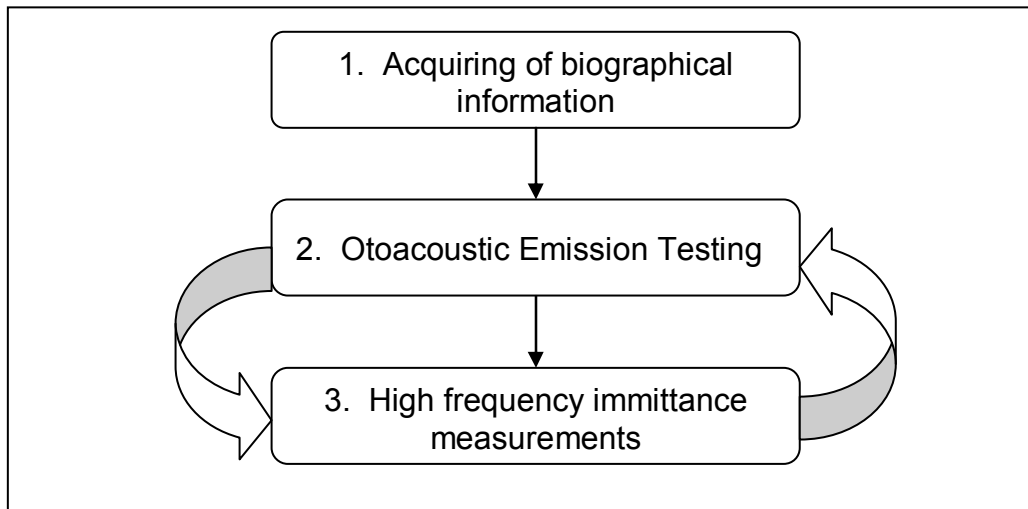 1. Acquiring of biographical
information
2. Otoacoustic Emission Testing
3. High frequency immittance
measurements